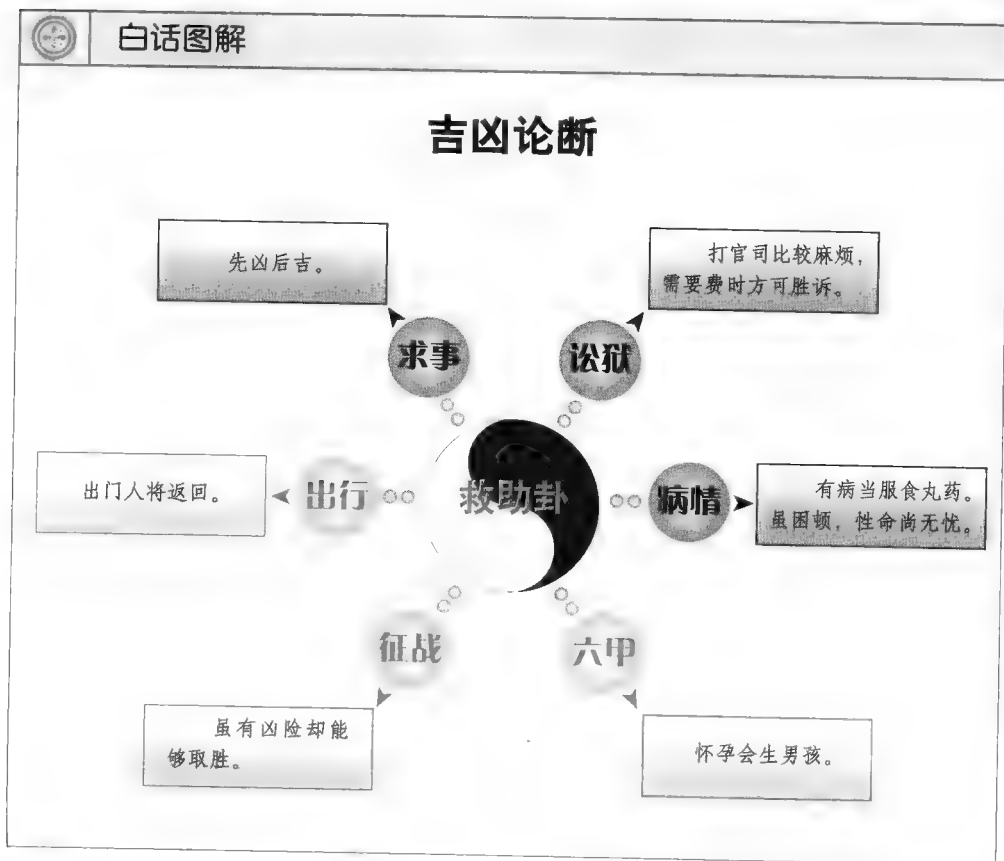 白话图解
吉凶论断
先凶后吉。
打官司比较麻烦，
需要费时方可胜诉。
求事
讼狱
出门人将返回。
出行
救助卦
病情
有病当服食丸药。
虽困顿，性命尚无忧。
征战
六甲
虽有凶险却能
够取胜。
怀孕会生男孩。